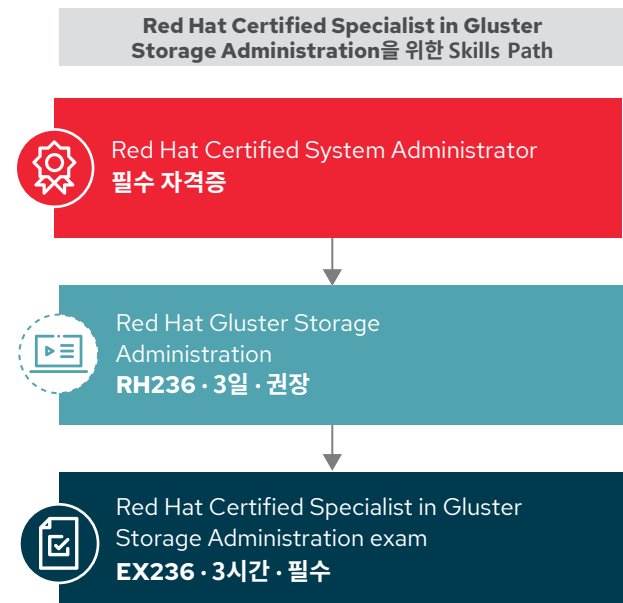 Red Hat Certified Specialist in Gluster
Storage Administration을 위한 Skills Path
Red Hat Certified System Administrator
필수 자격증
Red Hat Gluster Storage
Administration
RH236 · 3일 · 권장
Red Hat Certified Specialist in Gluster
Storage Administration exam
EX236 · 3시간 · 필수